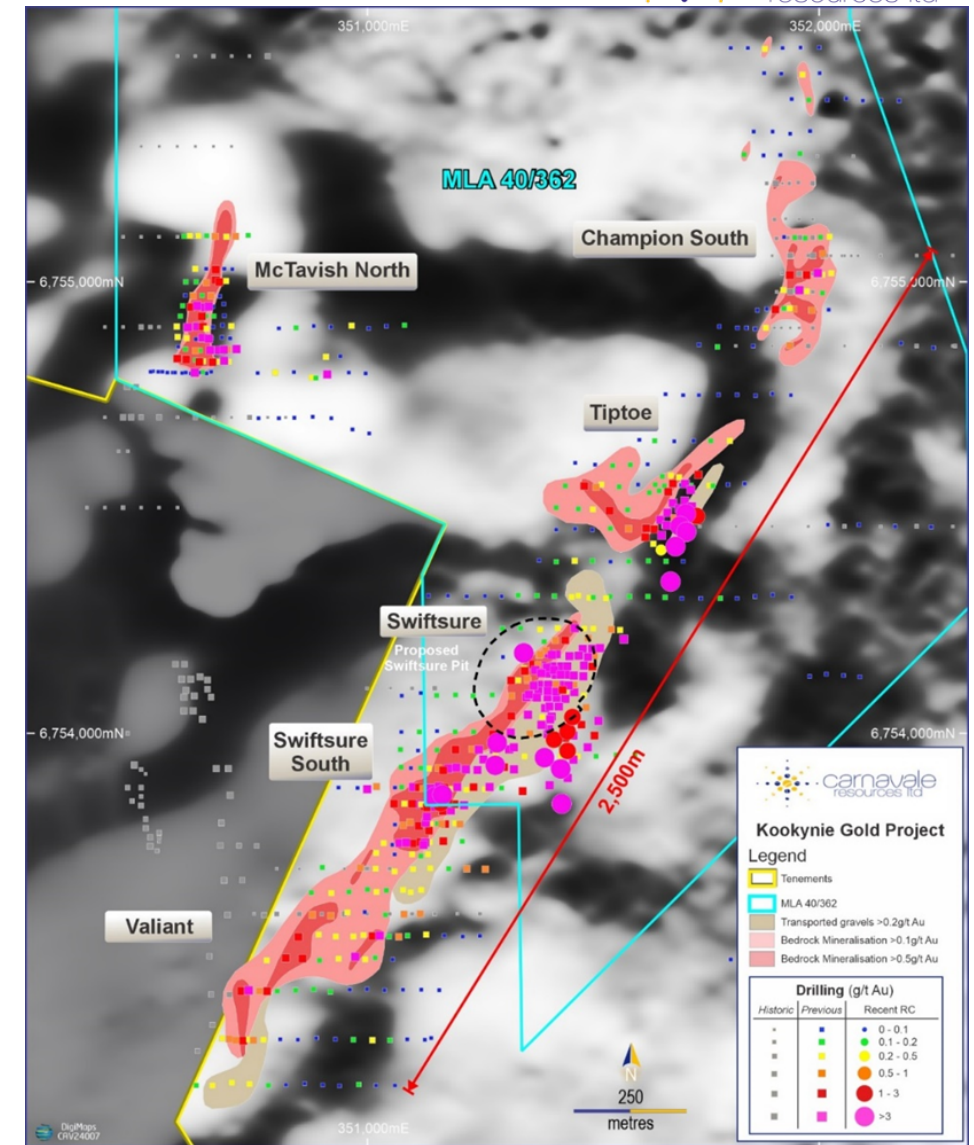 resources ltd
351,000mE
352,000mE
MLA 40/362
Champion South
McTavish North
6,755,000mN
6,755,000mN
Tiptoe
Swiftsure
Proposed
Swiftsure Pit
6,754,000mN
6,754,000mN
Swiftsure
South
2,500m
Valiant
carnavale
resources ltd
Kookynie Gold Project
Legend
Tenements
MLA 40/362
Transported gravels >0.2g/t Au
Bedrock Mineralisation >0.1g/t Au
Bedrock Mineralisation >0.5g/t Au
Drilling (g/t Au)
Historic Previous Recent RC
0 - 0.1
0.1 - 0.2
0.2 - 0.5
0.5 - 1
1 - 3
>3
N
250
metres
DigiMaps
CAV24007
351,000mE